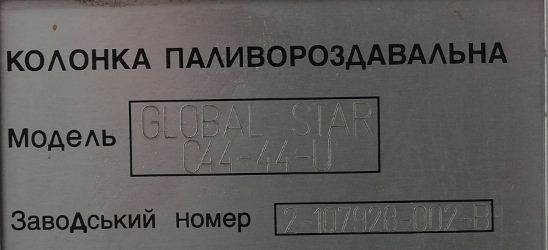 КОЛОНКА ПАЛИВОРОЗДАВАЛЬНА
Модель GLOBAL STAR
C44-44-U
Заводський номер 2-107928-002-B